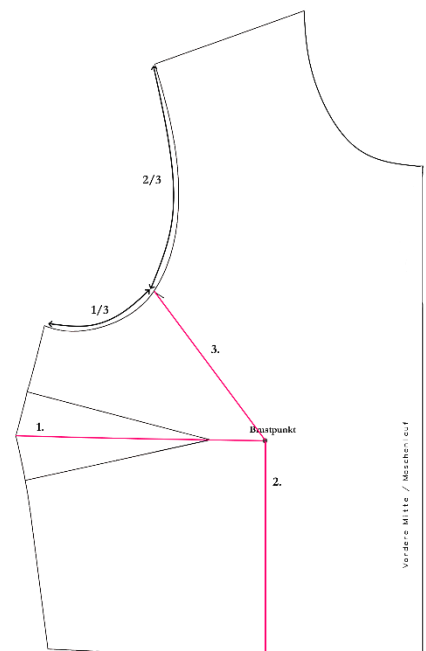 2/3
1/3
3.
Brustpunkt
1.
2.
Vordere Mitte / Maschenlauf